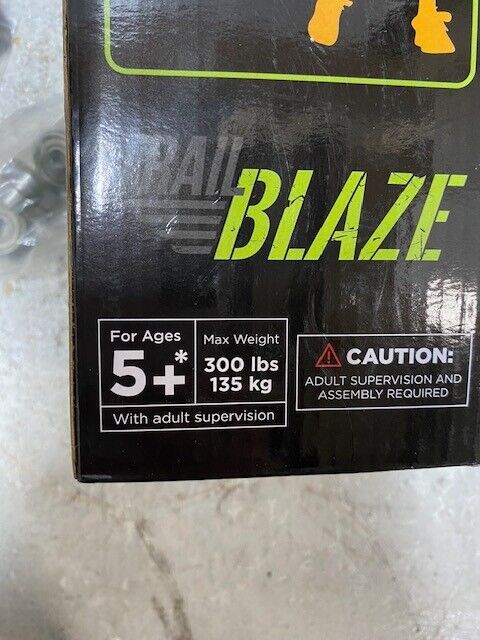 TRAIL
BLAZE
For Ages
5+*
With adult supervision
Max Weight
300 lbs
135 kg
CAUTION:
ADULT SUPERVISION AND
ASSEMBLY REQUIRED